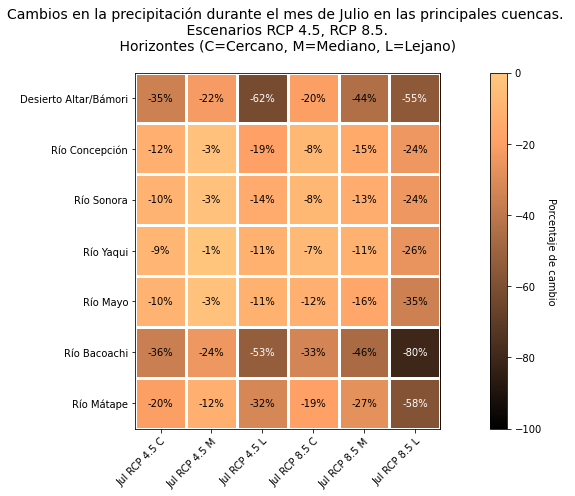 Cambios en la precipitación durante el mes de Julio en las principales cuencas.
Escenarios RCP 4.5, RCP 8.5.
Horizontes (C=Cercano, M=Mediano, L=Lejano)
Desierto Altar/Bámori -35% -22% -62% -20% -44% -55%
Río Concepción -12% -3% -19% -8% -15% -24%
Río Sonora -10% -3% -14% -8% -13% -24%
Río Yaqui -9% -1% -11% -7% -11% -26%
Río Mayo -10% -3% -11% -12% -16% -35%
Río Bacoachi -36% -24% -53% -33% -46% -80%
Río Mátape -20% -12% -32% -19% -27% -58%
Jul RCP 4.5 C Jul RCP 4.5 M Jul RCP 4.5 L Jul RCP 8.5 C Jul RCP 8.5 M Jul RCP 8.5 L
0
−20
−40
−60
−80
−100
Porcentaje de cambio